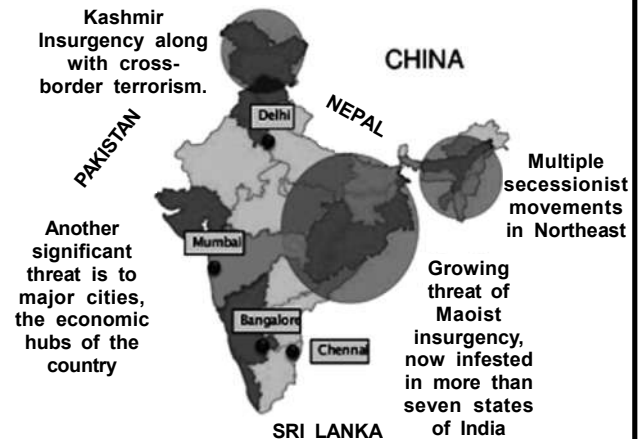 Kashmir
Insurgency along
with cross-
border terrorism.
CHINA
Delhi
NEPAL
PAKISTAN
Multiple
secessionist
movements
in Northeast
Another
significant
threat is to
major cities,
the economic
hubs of the
country
Mumbai
Growing
threat of
Maoist
insurgency,
now infested
in more than
seven states
of India
Bangalore
Chennai
SRI LANKA